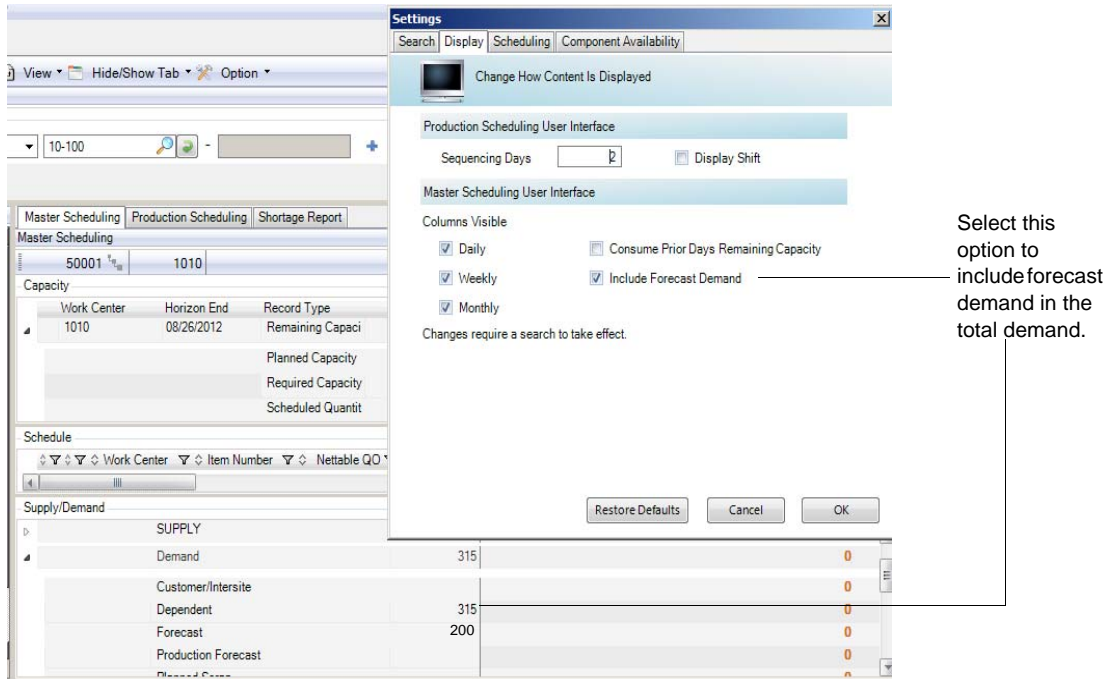 Settings
Search Display Scheduling Component Availability
View Hide/Show Tab Option
Change How Content Is Displayed
10-100 -
Production Scheduling User Interface
Sequencing Days 2 Display Shift
Master Scheduling User Interface
Columns Visible
Daily Consume Prior Days Remaining Capacity
Weekly Include Forecast Demand
Monthly
Changes require a search to take effect.
Restore Defaults Cancel OK
Select this
option to
include forecast
demand in the
total demand.
Master Scheduling Production Scheduling Shortage Report
Master Scheduling
50001 1010
Capacity
Work Center Horizon End Record Type
1010 08/26/2012 Remaining Capaci
Planned Capacity
Required Capacity
Scheduled Quantit
Schedule
Work Center Item Number Nettable QO
Supply/Demand
SUPPLY
Demand 315 0
Customer/Intersite 0
Dependent 315 0
Forecast 200 0
Production Forecast 0